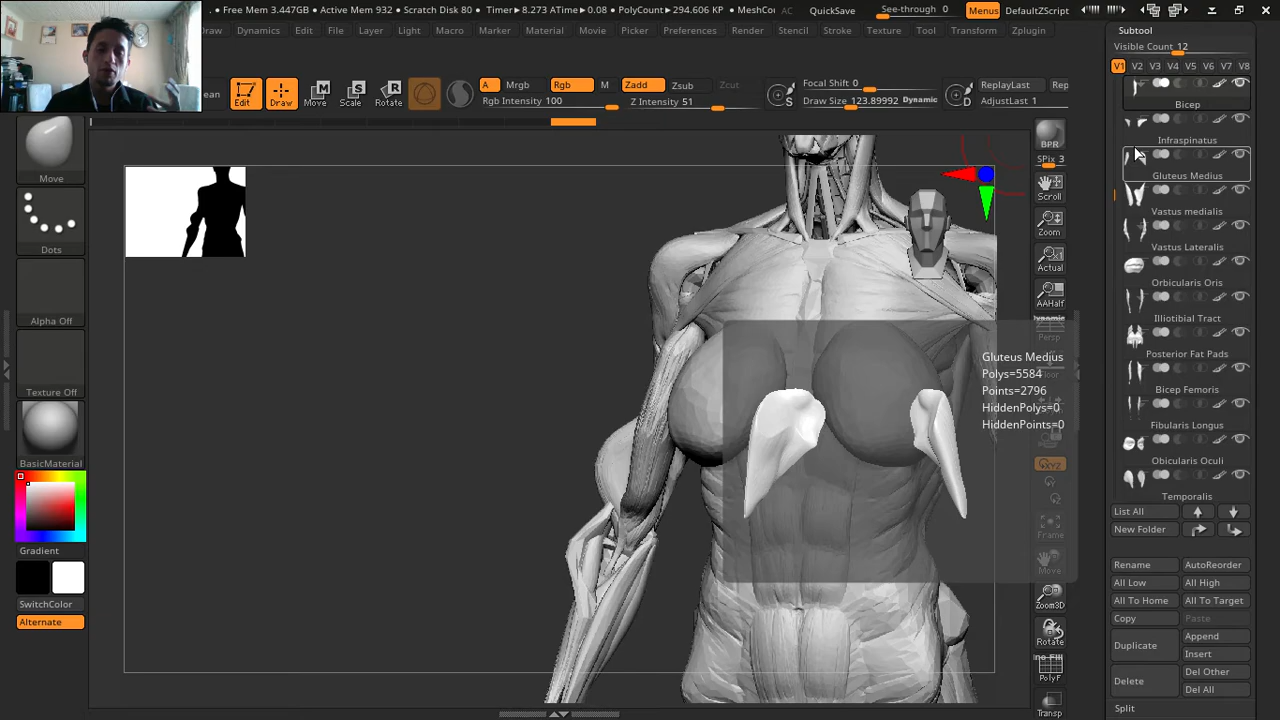 . • Free Mem 3.447GB • Active Mem 932 • Scratch Disk 80 • Timer▶8.273 ATime▶0.08 • PolyCount▶294.606 KP • MeshCo
AC
QuickSave
See-through 0
Menus
DefaultZScript
Draw
Dynamics
Edit
File
Layer
Light
Macro
Marker
Material
Movie
Picker
Preferences
Render
Stencil
Stroke
Texture
Tool
Transform
Zplugin
ean
Edit
Draw
Move
Scale
Rotate
A
Mrgb
Rgb
M
Rgb Intensity 100
Zadd
Zsub
Zcut
Z Intensity 51
S
Focal Shift 0
Draw Size 123.89992
Dynamic
D
ReplayLast
Rep
AdjustLast 1
Move
Dots
Alpha Off
Texture Off
BasicMaterial
Gradient
SwitchColor
Alternate
BPR
SPix 3
Scroll
Zoom
Actual
AAHalf
Dynamic
Persp
Floor
XYZ
Frame
Move
Zoom3D
Rotate
PolyF
Transp
Gluteus Medius
Polys=5584
Points=2796
HiddenPolys=0
HiddenPoints=0
Subtool
Visible Count 12
V1
V2
V3
V4
V5
V6
V7
V8
Bicep
Infraspinatus
Gluteus Medius
Vastus medialis
Vastus Lateralis
Orbicularis Oris
Illiotibial Tract
Posterior Fat Pads
Bicep Femoris
Fibularis Longus
Obicularis Oculi
Temporalis
List All
New Folder
Rename
AutoReorder
All Low
All High
All To Home
All To Target
Copy
Paste
Duplicate
Append
Insert
Delete
Del Other
Del All
Split